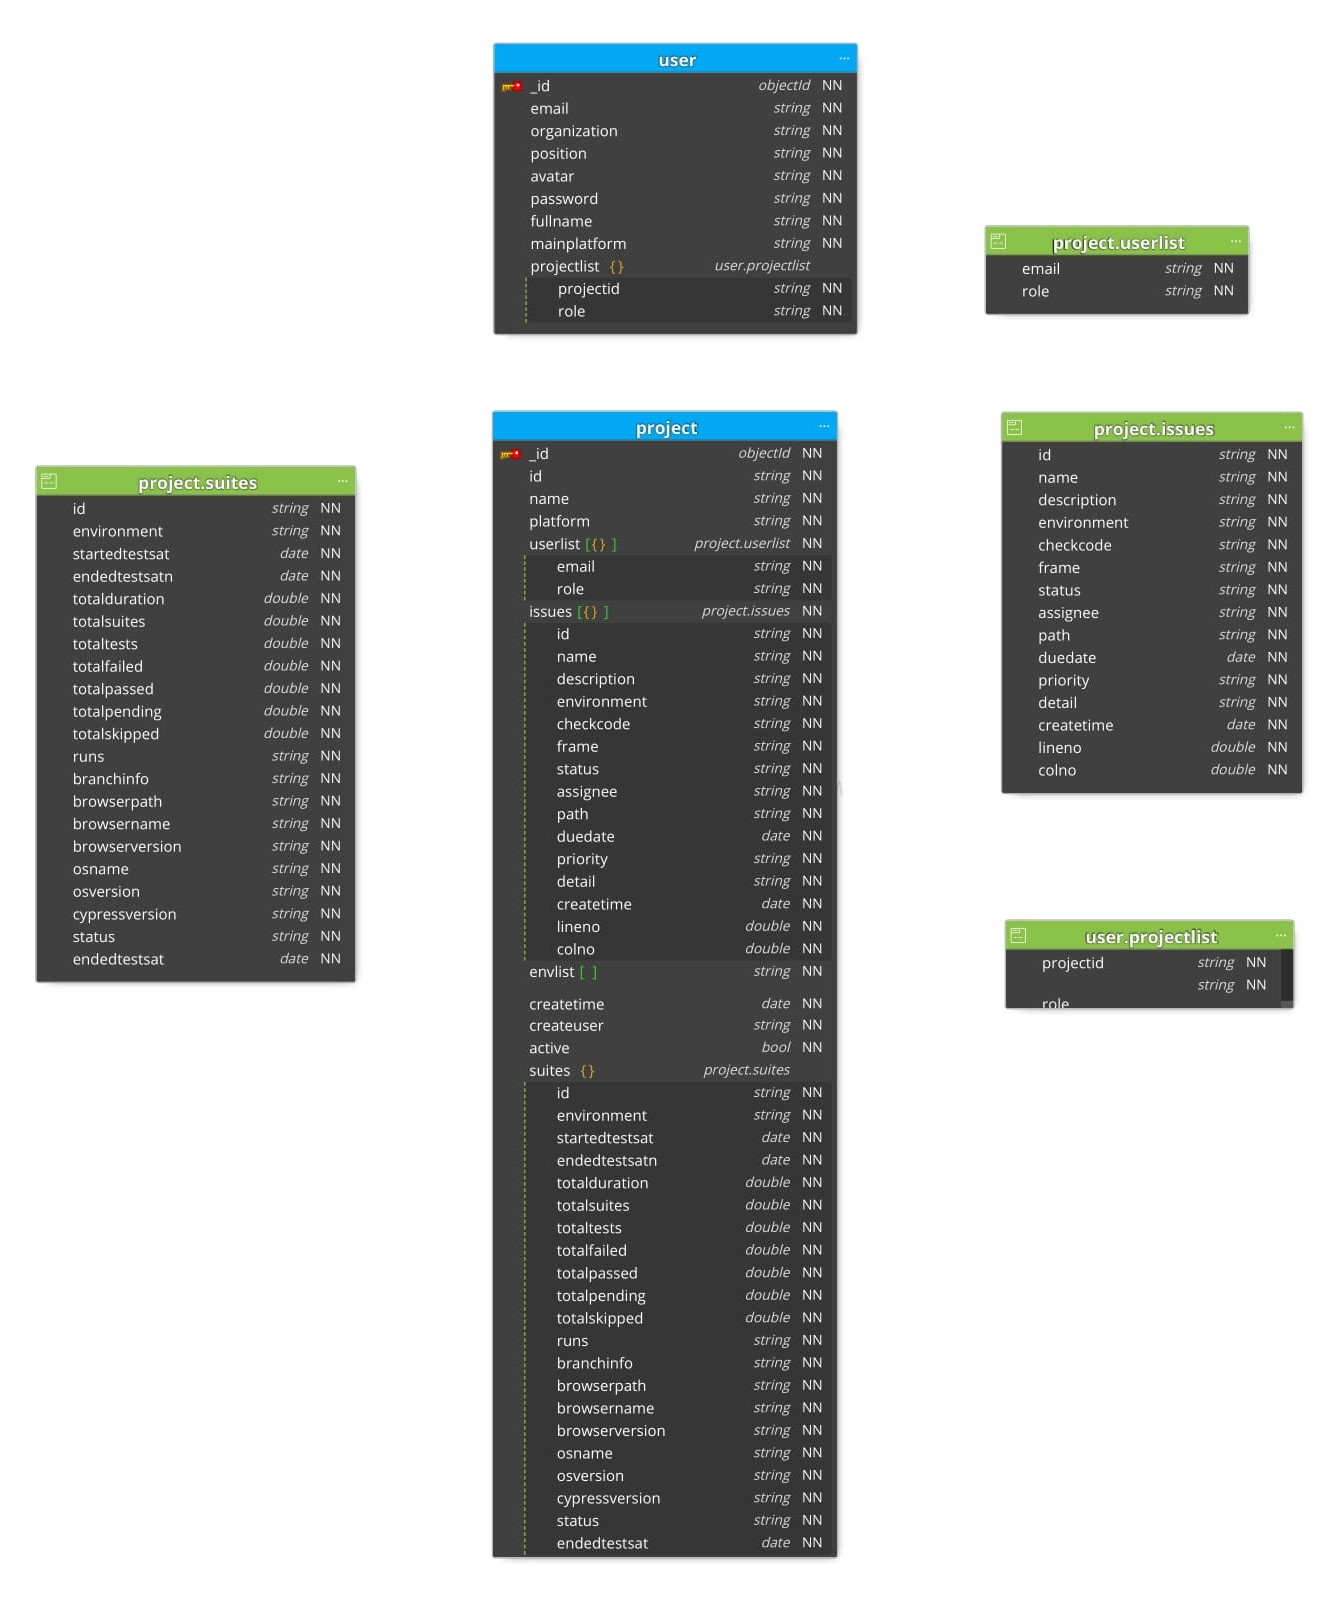 user ...
_id objectId NN
email string NN
organization string NN
position string NN
avatar string NN
password string NN
fullname string NN
mainplatform string NN
projectlist {} user.projectlist
projectid string NN
role string NN
project.userlist ...
email string NN
role string NN
project ...
_id objectId NN
id string NN
name string NN
platform string NN
userlist [{} ] project.userlist NN
email string NN
role string NN
issues [{} ] project.issues NN
id string NN
name string NN
description string NN
environment string NN
checkcode string NN
frame string NN
status string NN
assignee string NN
path string NN
duedate date NN
priority string NN
detail string NN
createtime date NN
lineno double NN
colno double NN
envlist [ ] string NN
createtime date NN
createuser string NN
active bool NN
suites {} project.suites
id string NN
environment string NN
startedtestsat date NN
endedtestsatn date NN
totalduration double NN
totalsuites double NN
totaltests double NN
totalfailed double NN
totalpassed double NN
totalpending double NN
totalskipped double NN
runs string NN
branchinfo string NN
browserpath string NN
browsername string NN
browserversion string NN
osname string NN
osversion string NN
cypressversion string NN
status string NN
endedtestsat date NN
project.issues ...
id string NN
name string NN
description string NN
environment string NN
checkcode string NN
frame string NN
status string NN
assignee string NN
path string NN
duedate date NN
priority string NN
detail string NN
createtime date NN
lineno double NN
colno double NN
project.suites ...
id string NN
environment string NN
startedtestsat date NN
endedtestsatn date NN
totalduration double NN
totalsuites double NN
totaltests double NN
totalfailed double NN
totalpassed double NN
totalpending double NN
totalskipped double NN
runs string NN
branchinfo string NN
browserpath string NN
browsername string NN
browserversion string NN
osname string NN
osversion string NN
cypressversion string NN
status string NN
endedtestsat date NN
user.projectlist ...
projectid string NN
string NN
role